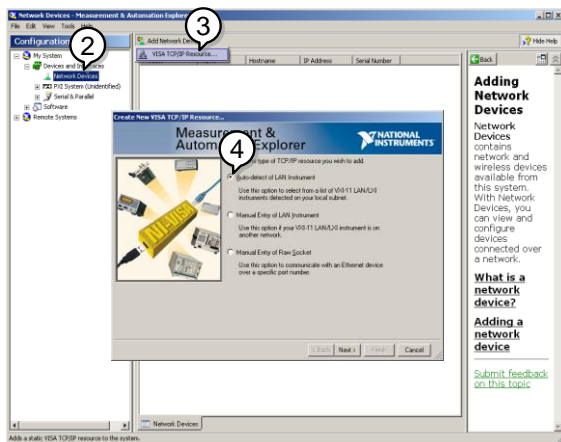 Network Devices - Measurement & Automation Explorer
File Edit View Tools Help
Configuration
2
3
4
Add Network Dev
Hide Help
My System
Devices and Interfaces
Network Devices
PXI PXI System (Unidentified)
Serial & Parallel
Software
Remote Systems
VISA TCP/IP Resource...
Hostname
IP Address
Serial Number
Back
Adding
Network
Devices
Network
Devices
contains
network and
wireless devices
available from
this system.
With Network
Devices, you
can view and
configure
devices
connected over
a network.
What is a
network
device?
Adding a
network
device
Submit feedback
on this topic
Create New VISA TCP/IP Resource...
Measurement &
Automation Explorer
NATIONAL
INSTRUMENTS
NI-VISA
type of TCP/IP resource you wish to add.
Auto-detect of LAN Instrument
Use this option to select from a list of VXI-11 LAN/LXI
instruments detected on your local subnet.
Manual Entry of LAN Instrument
Use this option if your VXI-11 LAN/LXI instrument is on
another network.
Manual Entry of Raw Socket
Use this option to communicate with an Ethernet device
over a specific port number.
< Back
Next >
Finish
Cancel
Network Devices
Adds a static VISA TCP/IP resource to the system.